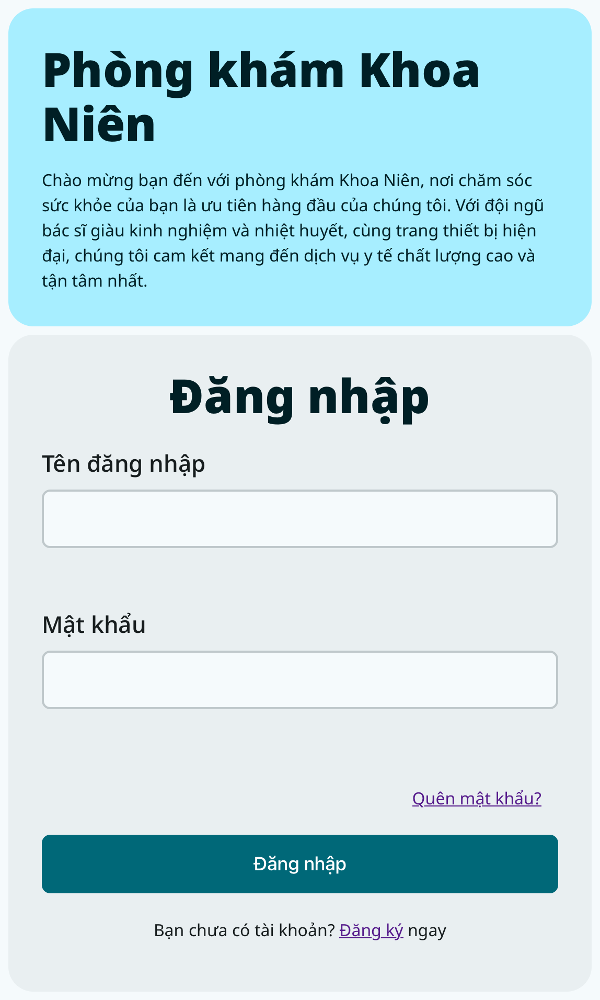 Phòng khám Khoa
Niên
Chào mừng bạn đến với phòng khám Khoa Niên, nơi chăm sóc
sức khỏe của bạn là ưu tiên hàng đầu của chúng tôi. Với đội ngũ
bác sĩ giàu kinh nghiệm và nhiệt huyết, cùng trang thiết bị hiện
đại, chúng tôi cam kết mang đến dịch vụ y tế chất lượng cao và
tận tâm nhất.
Đăng nhập
Tên đăng nhập
Mật khẩu
Quên mật khẩu?
Đăng nhập
Bạn chưa có tài khoản? Đăng ký ngay